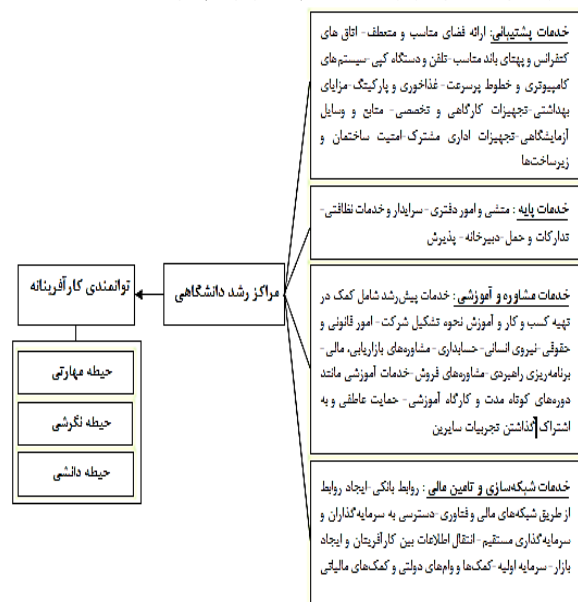 خدمات پشتیبانی: ارائه فضای مناسب و منعطف- اتاق های
کنفرانس و پهنای باند مناسب-تلفن و دستگاه کپی-سیستم‌های
کامپیوتری و خطوط پرسرعت- غذاخوری و پارکینگ-مزایای
بهداشتی-تجهیزات کارگاهی و تخصصی- منابع و وسایل
آزمایشگاهی-تجهیزات اداری مشترک-امنیت ساختمان و
زیرساخت‌ها
خدمات پایه : منشی و امور دفتری-سرایدار و خدمات نظافتی-
تدارکات و حمل-دبیرخانه- پذیرش
خدمات مشاوره و آموزشی: خدمات پیش‌رشد شامل کمک در
تهیه کسب و کار و آموزش نحوه تشکیل شرکت- امور قانونی و
حقوقی-نیروی انسانی-حسابداری-مشاوره‌های بازاریابی، مالی-
برنامه‌ریزی راهبردی-مشاوره‌های فروش-خدمات آموزشی مانند
دوره‌های کوتاه مدت و کارگاه آموزشی- حمایت عاطفی و به
اشتراک گذاشتن تجربیات سایرین
خدمات شبکه‌سازی و تامین مالی : روابط بانکی-ایجاد روابط
از طریق شبکه‌های مالی و فناوری-دسترسی به سرمایه گذاران و
سرمایه گذاری مستقیم-انتقال اطلاعات بین کارآفرینان و ایجاد
بازار-سرمایه اولیه-کمک‌ها و وام‌های دولتی و کمک‌های مالیاتی
مراکز رشد دانشگاهی
توانمندی کارآفرینانه
حیطه مهارتی
حیطه نگرشی
حیطه دانشی